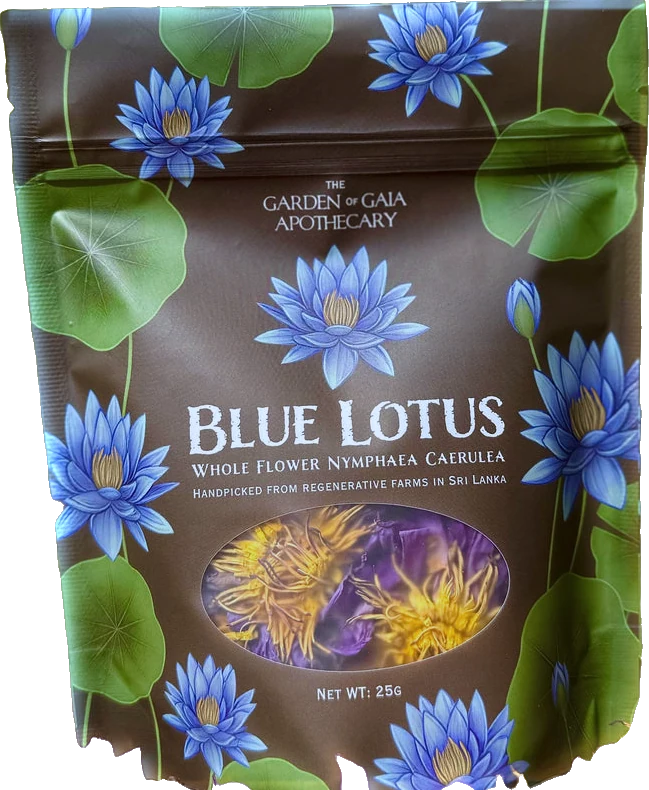 THE
GARDEN OF GAIA
APOTHECARY
BLUE LOTUS
WHOLE FLOWER NYMPHAEA CAERULEA
HANDPICKED FROM REGENERATIVE FARMS IN SRI LANKA
NET WT: 25G